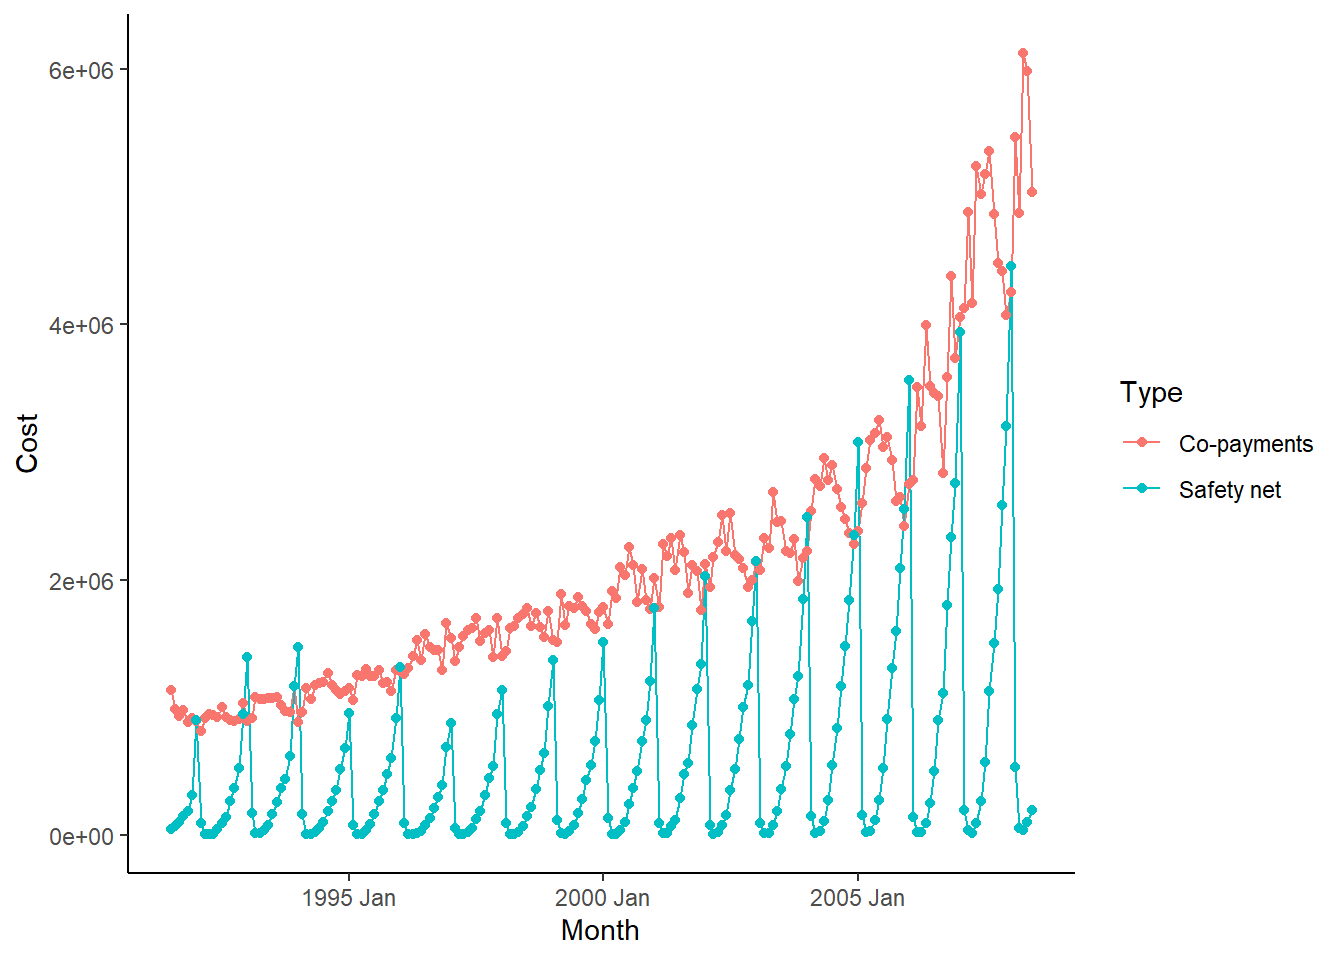 6e+06
4e+06
2e+06
0e+00
Cost
1995 Jan
2000 Jan
2005 Jan
Month
Type
Co-payments
Safety net